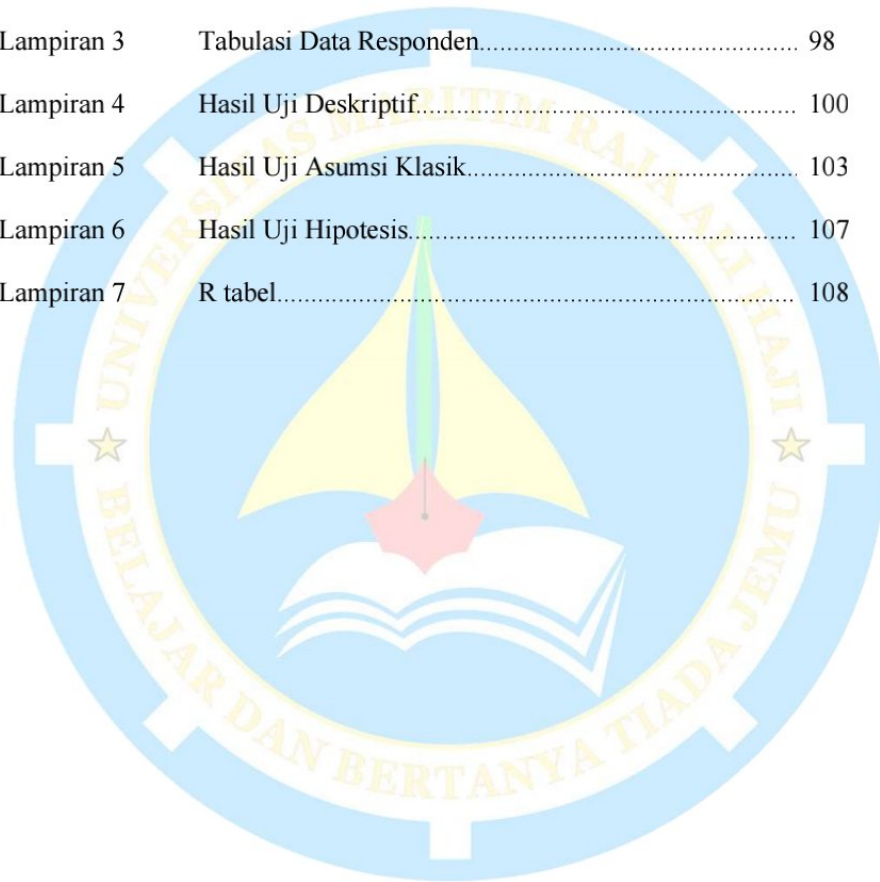 Lampiran 3 Tabulasi Data Responden.............................................. 98
Lampiran 4 Hasil Uji Deskriptif....................................................... 100
Lampiran 5 Hasil Uji Asumsi Klasik................................................ 103
Lampiran 6 Hasil Uji Hipotesis........................................................ 107
Lampiran 7 R tabel........................................................................... 108
UNIVERSITAS MARITIM RAJA ALI HAJI
BELAJAR DAN BERTANYA TIADA JEMU